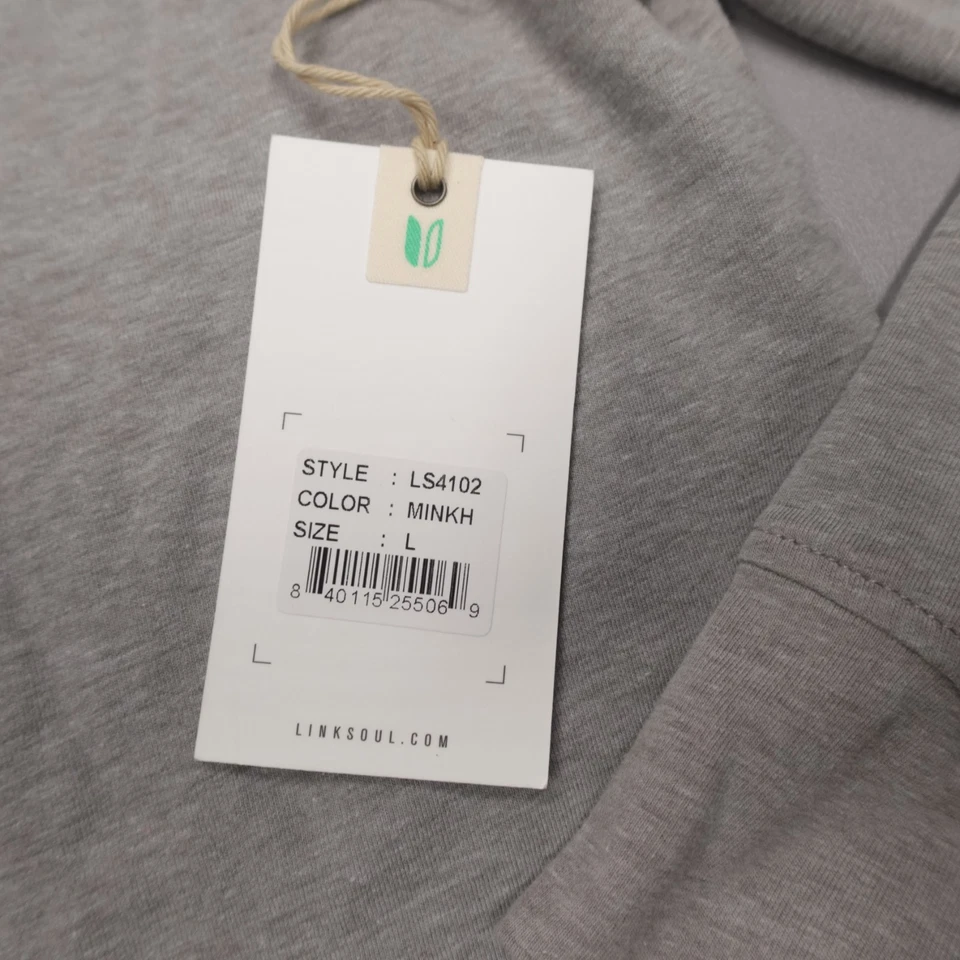 STYLE : LS4102
COLOR : MINKH
SIZE : L
8 40115 25506 9
LINKSOUL.COM